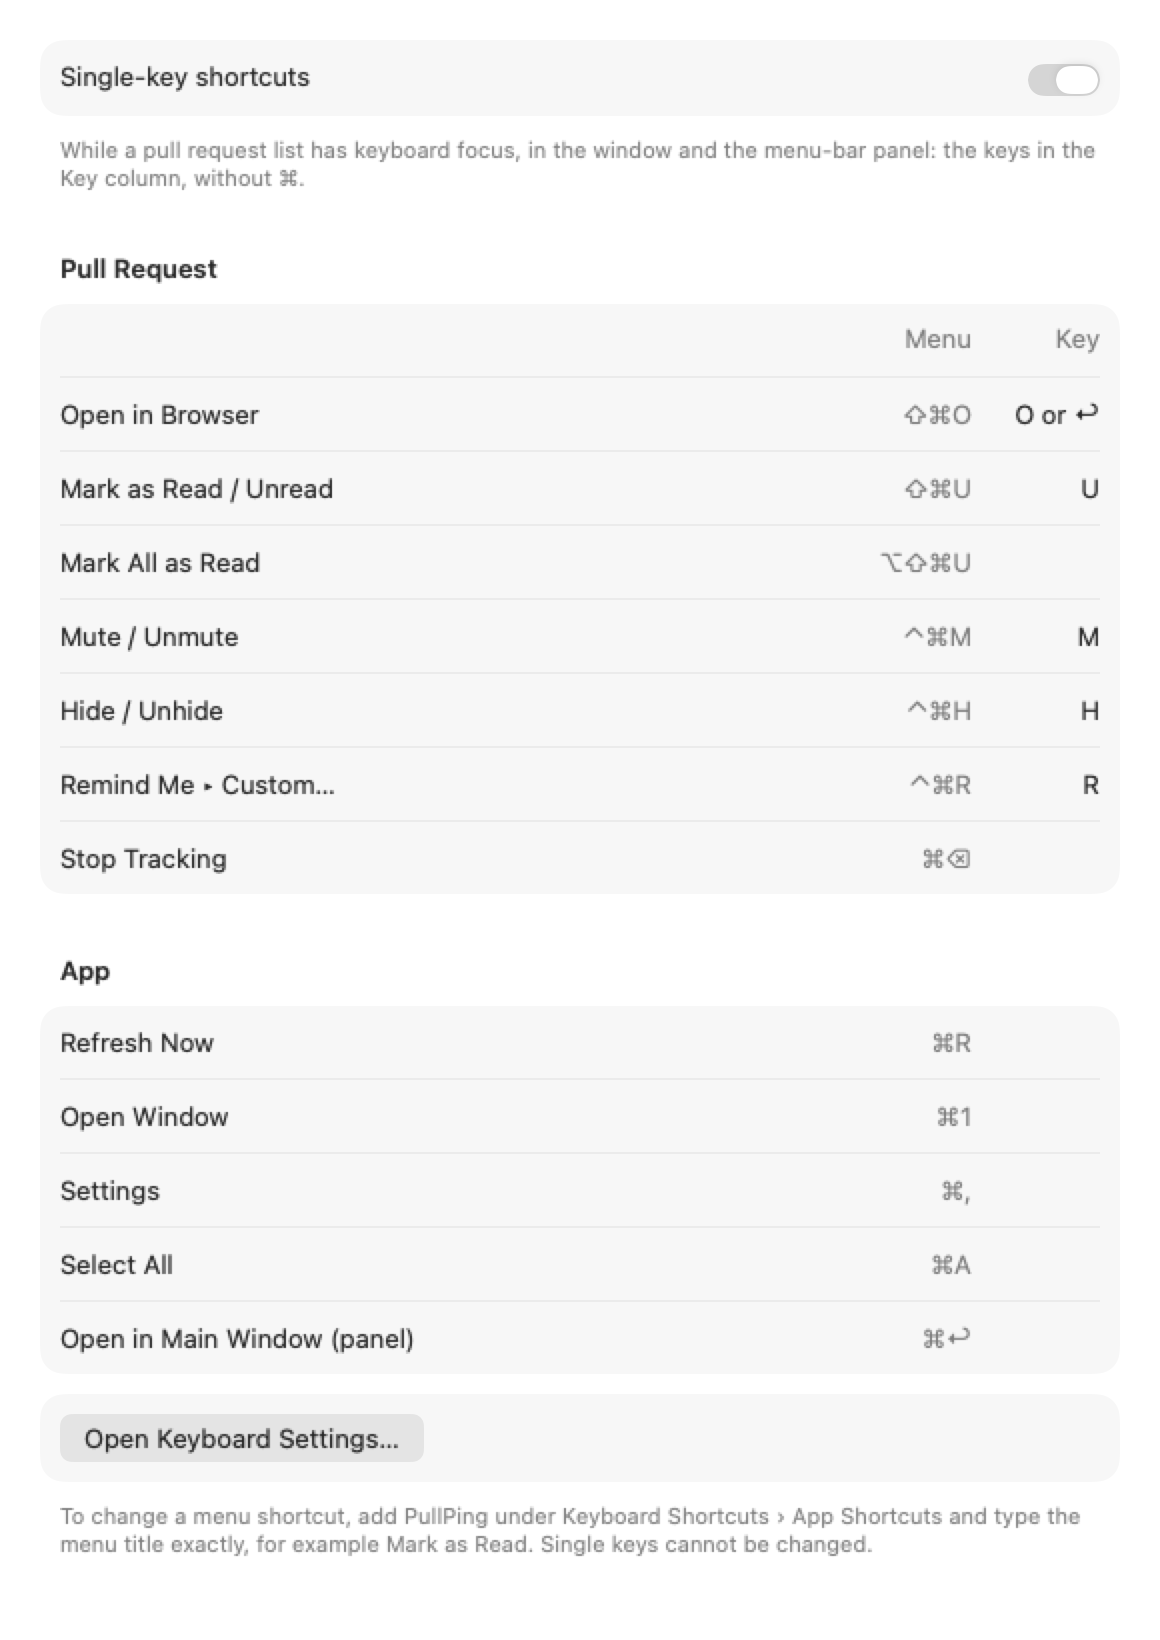 Single-key shortcuts
While a pull request list has keyboard focus, in the window and the menu-bar panel: the keys in the
Key column, without ⌘.
Pull Request
Menu Key
Open in Browser ⇧⌘O O or ↩
Mark as Read / Unread ⇧⌘U U
Mark All as Read ⌥⇧⌘U
Mute / Unmute ^⌘M M
Hide / Unhide ^⌘H H
Remind Me ▸ Custom... ^⌘R R
Stop Tracking ⌘⌫
App
Refresh Now ⌘R
Open Window ⌘1
Settings ⌘,
Select All ⌘A
Open in Main Window (panel) ⌘↩
Open Keyboard Settings...
To change a menu shortcut, add PullPing under Keyboard Shortcuts › App Shortcuts and type the
menu title exactly, for example Mark as Read. Single keys cannot be changed.